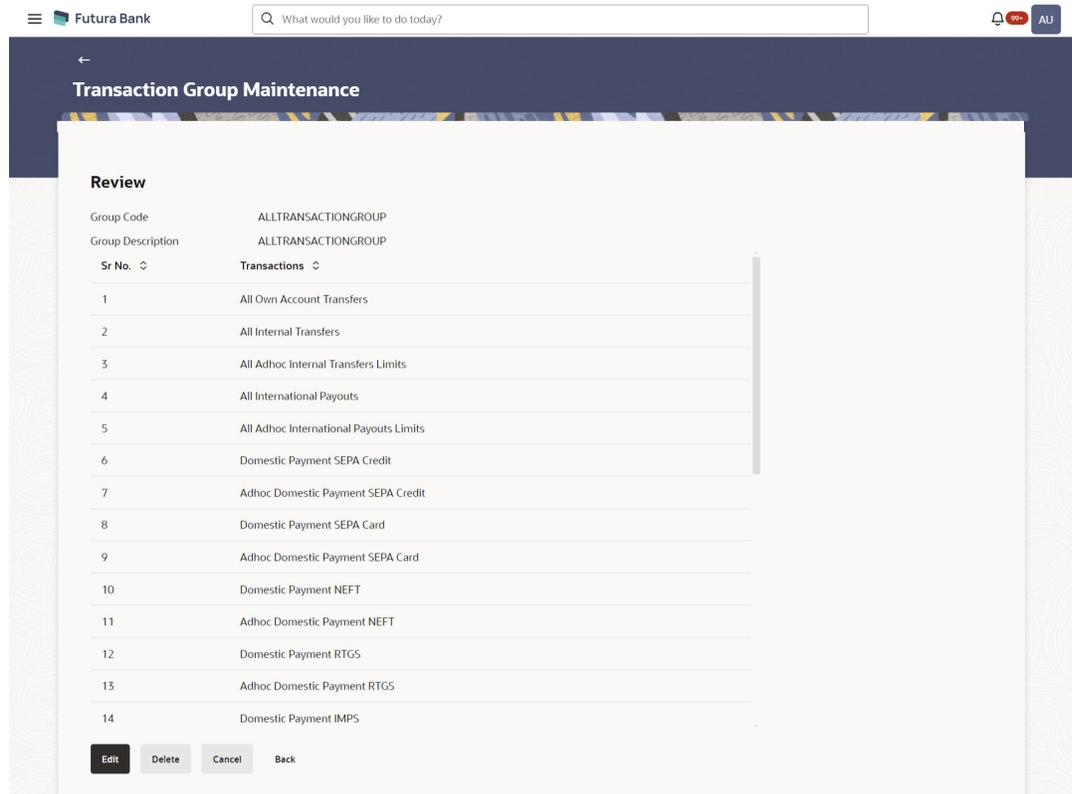 Futura Bank
What would you like to do today?
99+
AU
Transaction Group Maintenance
Review
Group Code ALLTRANSACTIONGROUP
Group Description ALLTRANSACTIONGROUP
Sr No. Transactions
1 All Own Account Transfers
2 All Internal Transfers
3 All Adhoc Internal Transfers Limits
4 All International Payouts
5 All Adhoc International Payouts Limits
6 Domestic Payment SEPA Credit
7 Adhoc Domestic Payment SEPA Credit
8 Domestic Payment SEPA Card
9 Adhoc Domestic Payment SEPA Card
10 Domestic Payment NEFT
11 Adhoc Domestic Payment NEFT
12 Domestic Payment RTGS
13 Adhoc Domestic Payment RTGS
14 Domestic Payment IMPS
Edit Delete Cancel Back